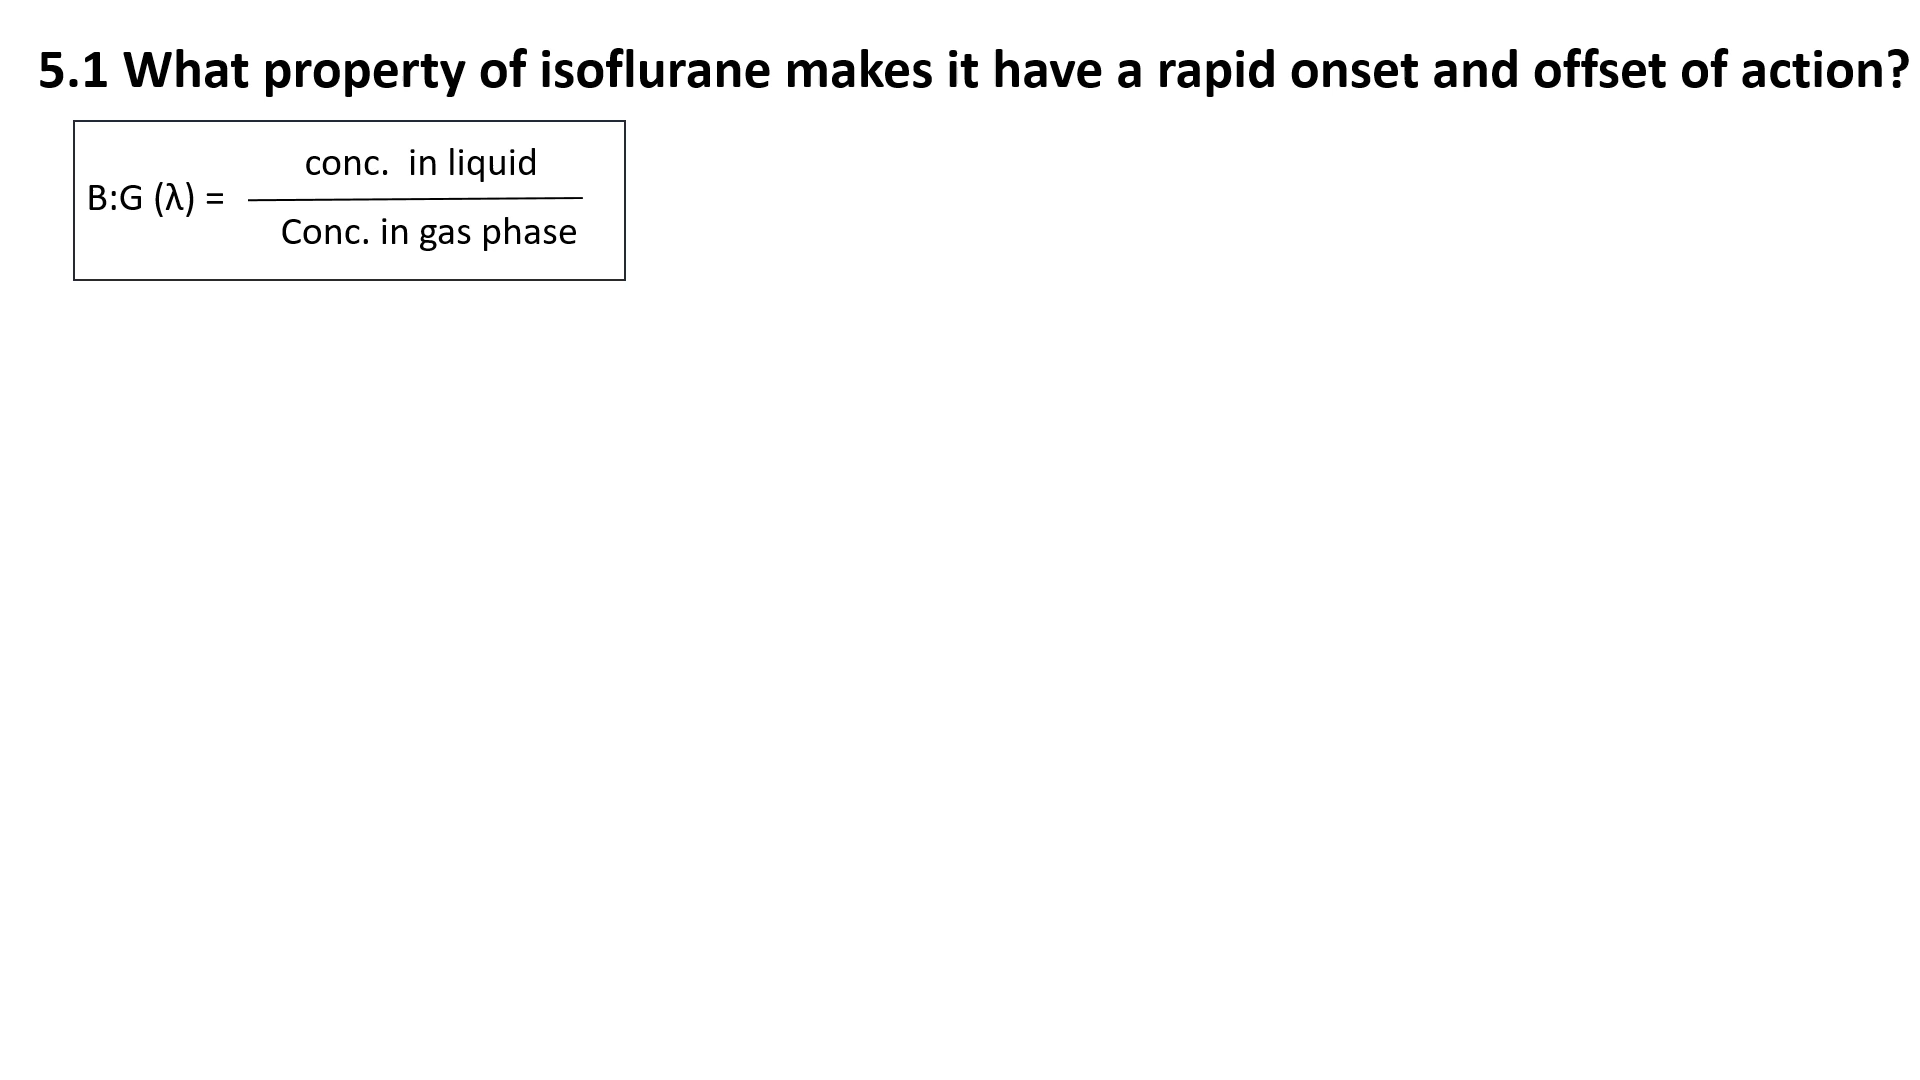 5.1 What property of isoflurane makes it have a rapid onset and offset of action?
conc.  in liquid
B:G (λ) =
Conc. in gas phase